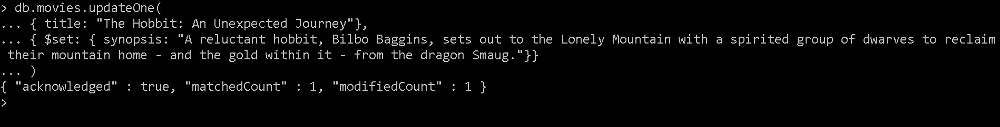 > db.movies.updateOne(
... { title: "The Hobbit: An Unexpected Journey"},
... { $set: { synopsis: "A reluctant hobbit, Bilbo Baggins, sets out to the Lonely Mountain with a spirited group of dwarves to reclaim
their mountain home - and the gold within it - from the dragon Smaug."}}
... )
{ "acknowledged" : true, "matchedCount" : 1, "modifiedCount" : 1 }
>